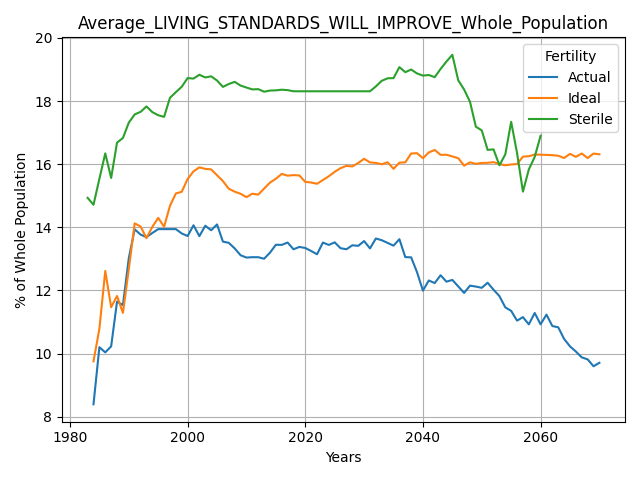 Average_LIVING_STANDARDS_WILL_IMPROVE_Whole_Population
20
18
16
14
12
10
8
% of Whole Population
Fertility
Actual
Ideal
Sterile
1980
2000
2020
2040
2060
Years